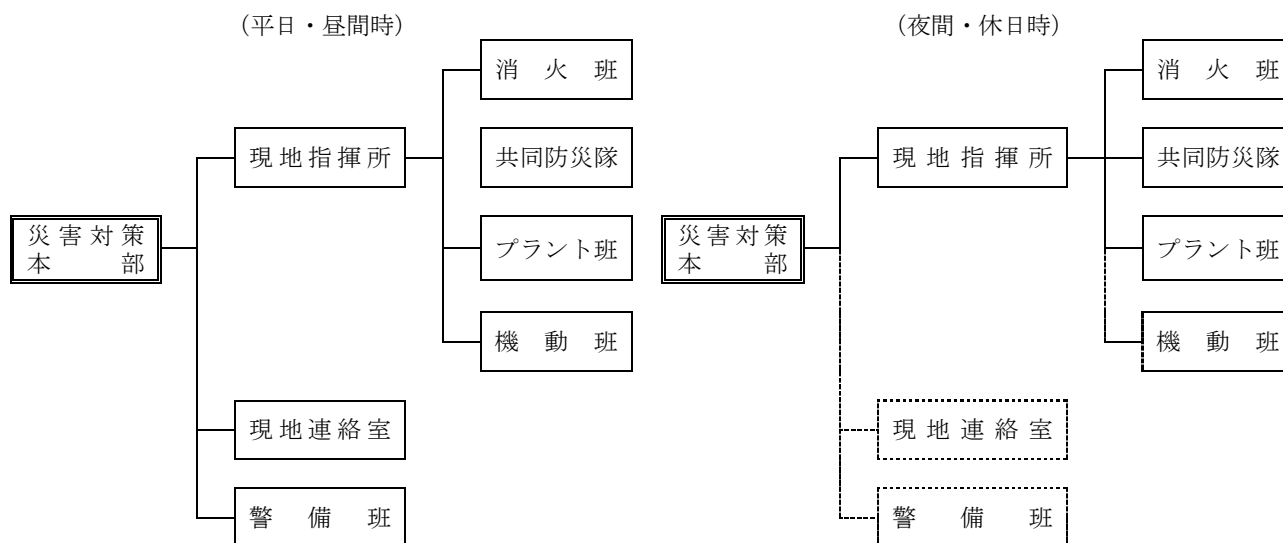 （平日・昼間時）
消火班
現地指揮所
共同防災隊
災害対策
本部
プラント班
機動班
現地連絡室
警備班
（夜間・休日時）
消火班
現地指揮所
共同防災隊
災害対策
本部
プラント班
機動班
現地連絡室
警備班